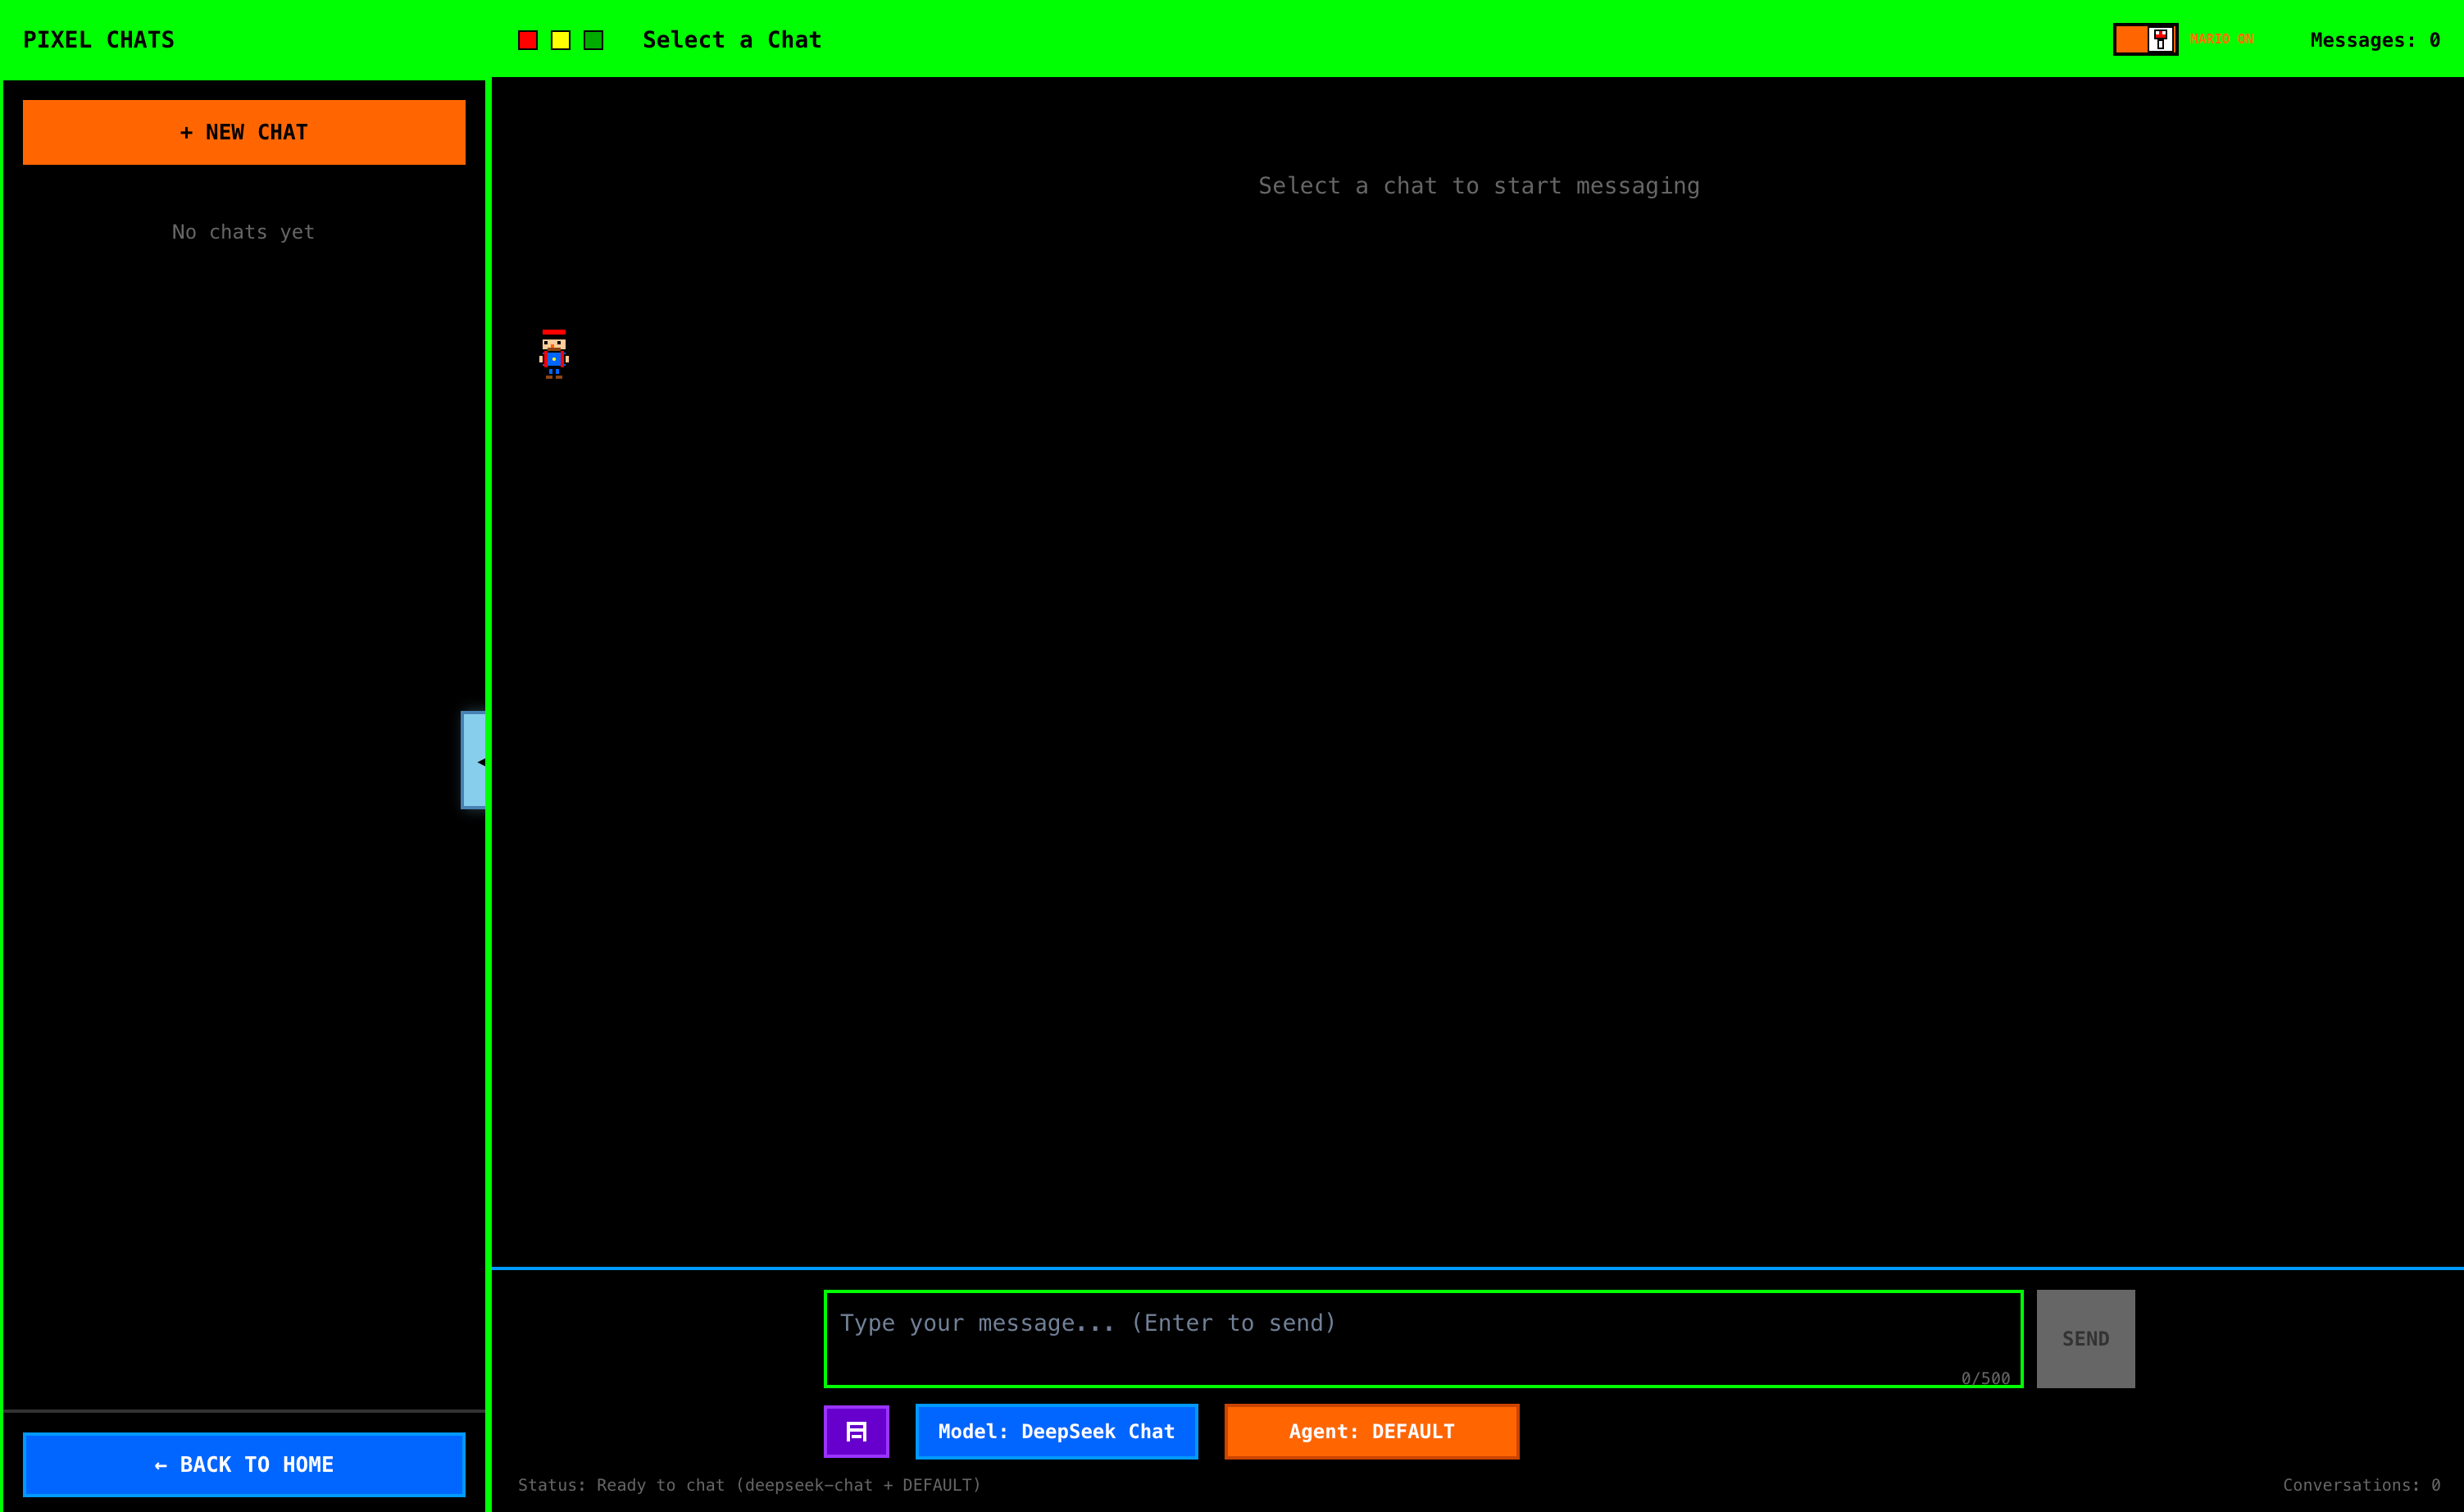 PIXEL CHATS
Select a Chat
MARIO ON
Messages: 0
+ NEW CHAT
No chats yet
Select a chat to start messaging
Type your message... (Enter to send)
0/500
SEND
Model: DeepSeek Chat
Agent: DEFAULT
← BACK TO HOME
Status: Ready to chat (deepseek-chat + DEFAULT)
Conversations: 0